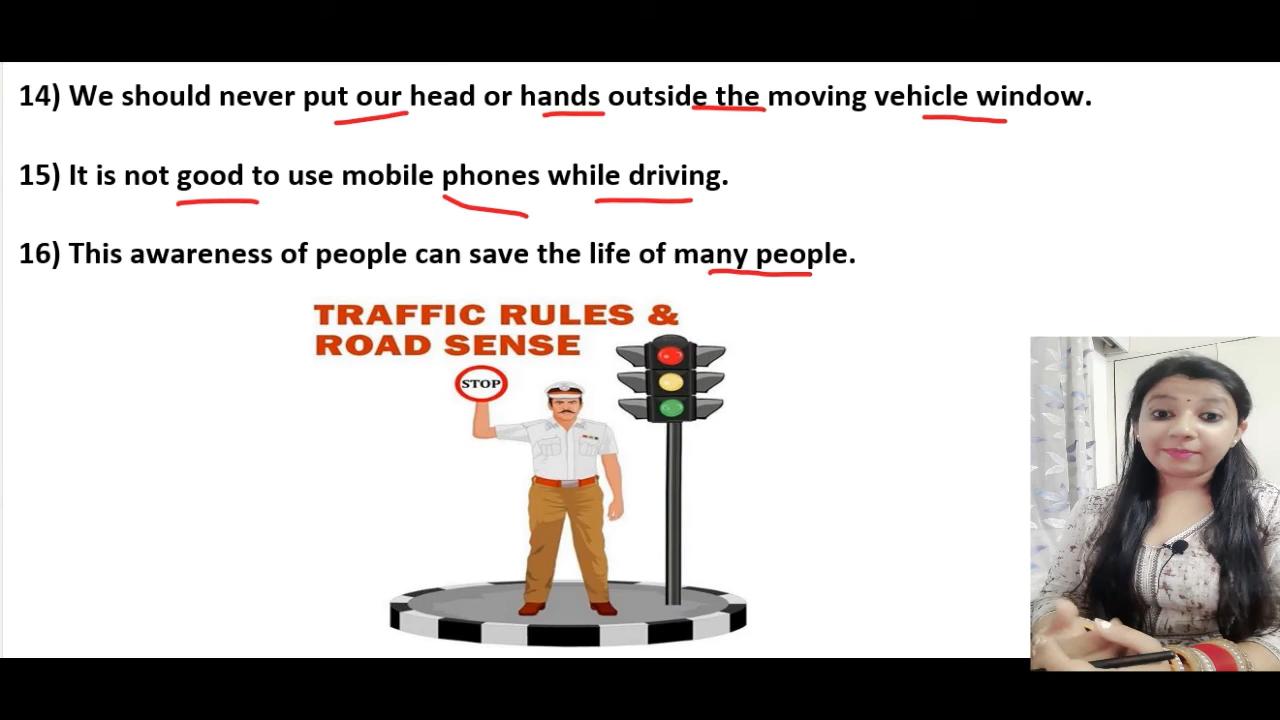 14) We should never put our head or hands outside the moving vehicle window.
15) It is not good to use mobile phones while driving.
16) This awareness of people can save the life of many people.
TRAFFIC RULES &
ROAD SENSE
STOP